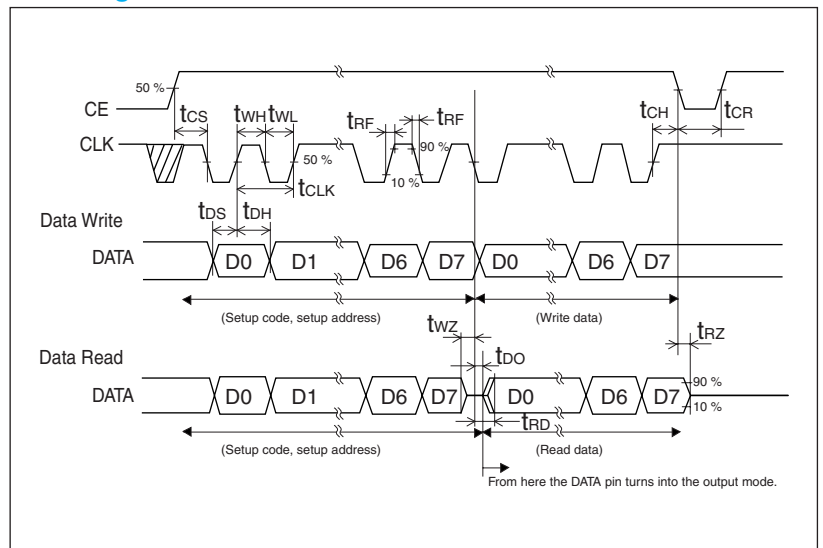 50 %
CE
tCS
tWH
tWL
tRF
tRF
tCH
tCR
CLK
50 %
90 %
10 %
tCLK
tDS
tDH
Data Write
DATA
D0
D1
D6
D7
D0
D6
D7
(Setup code, setup address)
(Write data)
tWZ
tRZ
tDO
Data Read
DATA
D0
D1
D6
D7
D0
D6
D7
90 %
10 %
tRD
(Setup code, setup address)
(Read data)
From here the DATA pin turns into the output mode.